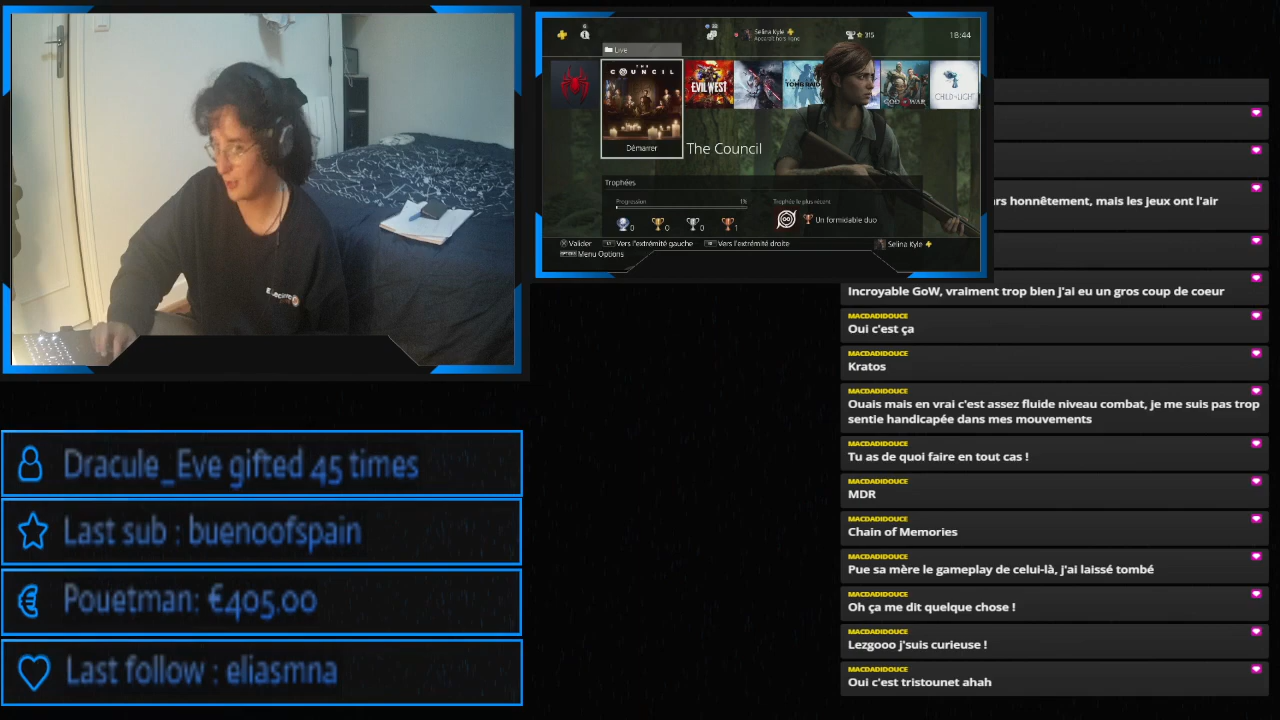 Selina Kyle
315
18:44
Live
THE
COUNCIL
EVIL WEST
TOMB RAIDER
GOD OF WAR
CHILD OF LIGHT
Démarrer
The Council
Trophées
Progression
1%
Trophée le plus récent
0
0
0
1
Un formidable duo
Valider
Vers l'extrémité gauche
Vers l'extrémité droite
Selina Kyle
OPTIONS Menu Options
rs honnêtement, mais les jeux ont l'air
Incroyable GoW, vraiment trop bien j'ai eu un gros coup de coeur
MACDADIDOUCE
Oui c'est ça
MACDADIDOUCE
Kratos
MACDADIDOUCE
Ouais mais en vrai c'est assez fluide niveau combat, je me suis pas trop
sentie handicapée dans mes mouvements
MACDADIDOUCE
Tu as de quoi faire en tout cas !
MACDADIDOUCE
MDR
MACDADIDOUCE
Chain of Memories
MACDADIDOUCE
Pue sa mère le gameplay de celui-là, j'ai laissé tombé
MACDADIDOUCE
Oh ça me dit quelque chose !
MACDADIDOUCE
Lezgooo j'suis curieuse !
MACDADIDOUCE
Oui c'est tristounet ahah
Dracule_Eve gifted 45 times
Last sub : buenoofspain
Pouetman: €405.00
Last follow : eliasmna